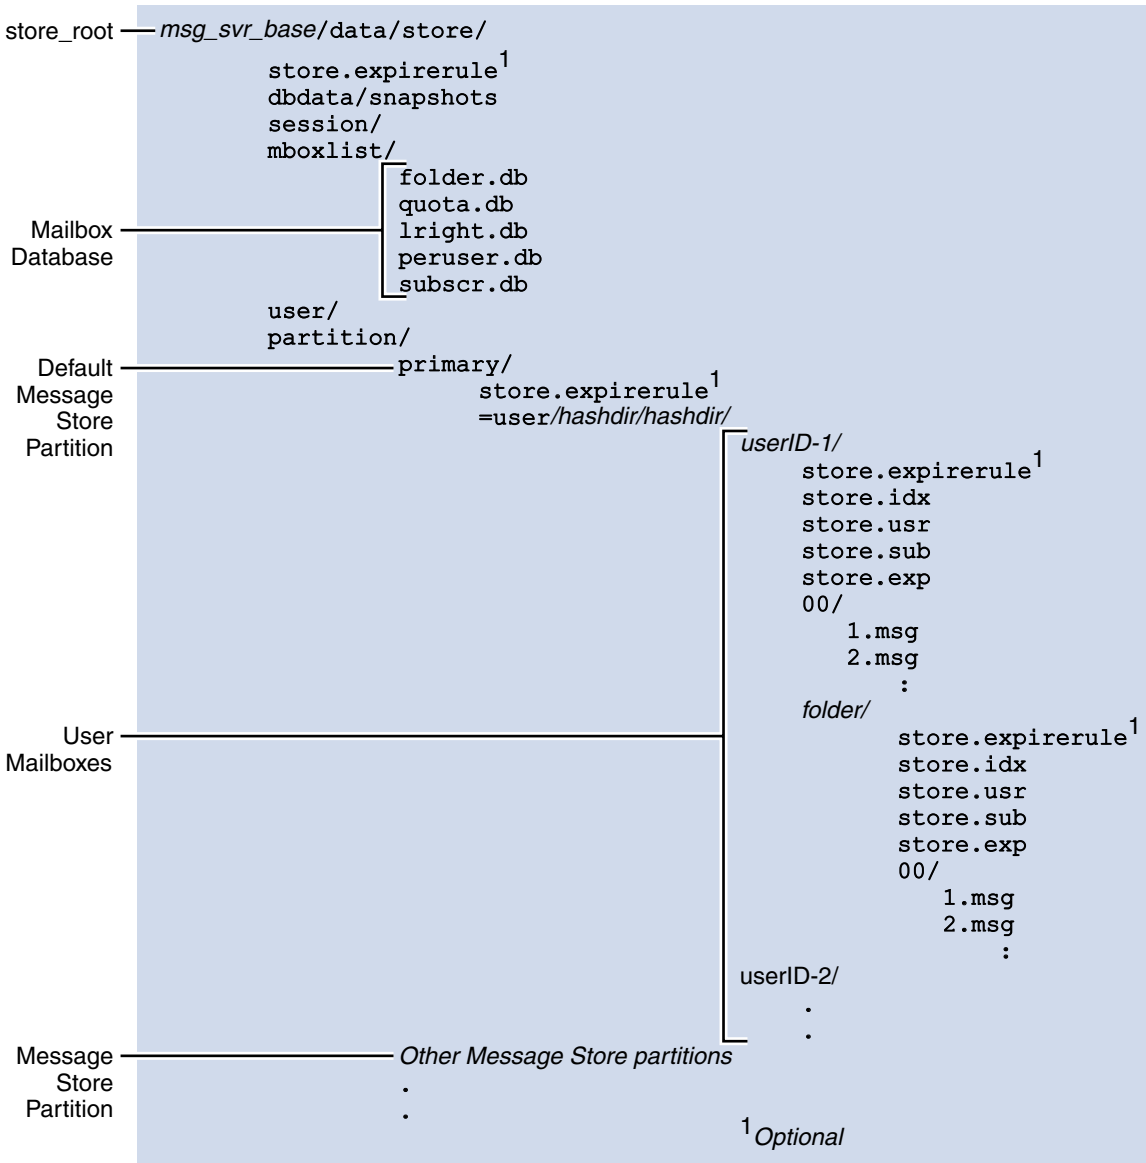 store_root msg_svr_base/data/store/
store.expirerule1
dbdata/snapshots
session/
mboxlist/
folder.db
quota.db
Mailbox lright.db
Database peruser.db
subscr.db
user/
partition/
Default primary/
Message store.expirerule1
Store =user/hashdir/hashdir/
Partition userID-1/
store.expirerule1
store.idx
store.usr
store.sub
store.exp
00/
1.msg
2.msg
:
folder/
User store.expirerule1
Mailboxes store.idx
store.usr
store.sub
store.exp
00/
1.msg
2.msg
:
userID-2/
.
.
Message Other Message Store partitions
Store .
Partition .
1Optional